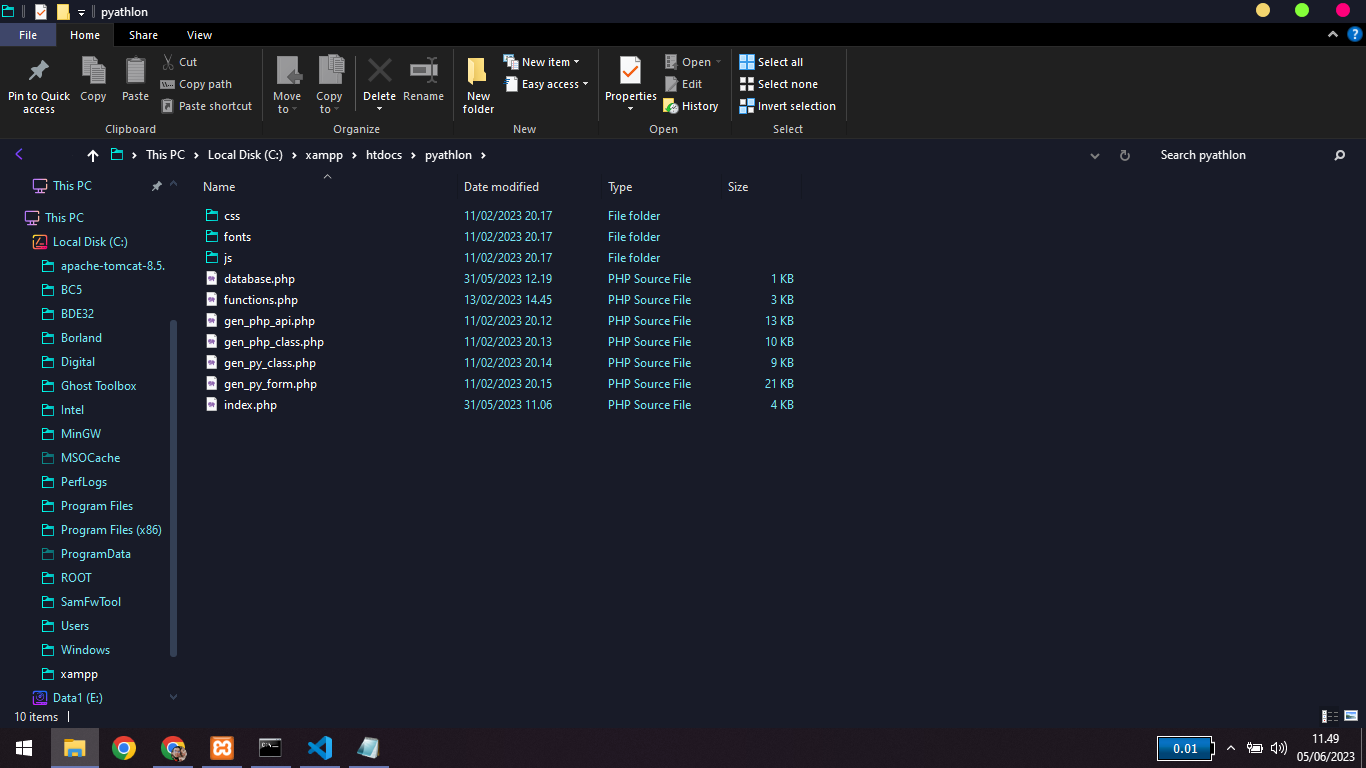 pyathlon
File Home Share View
Pin to Quick access
Copy
Paste
Cut
Copy path
Paste shortcut
Clipboard
Move to
Copy to
Delete
Rename
Organize
New folder
New item
Easy access
New
Properties
Open
Edit
History
Open
Select all
Select none
Invert selection
Select
This PC Local Disk (C:) xampp htdocs pyathlon
Search pyathlon
This PC
This PC
Local Disk (C:)
apache-tomcat-8.5.
BC5
BDE32
Borland
Digital
Ghost Toolbox
Intel
MinGW
MSOCache
PerfLogs
Program Files
Program Files (x86)
ProgramData
ROOT
SamFwTool
Users
Windows
xampp
Data1 (E:)
Name Date modified Type Size
css 11/02/2023 20.17 File folder
fonts 11/02/2023 20.17 File folder
js 11/02/2023 20.17 File folder
database.php 31/05/2023 12.19 PHP Source File 1 KB
functions.php 13/02/2023 14.45 PHP Source File 3 KB
gen_php_api.php 11/02/2023 20.12 PHP Source File 13 KB
gen_php_class.php 11/02/2023 20.13 PHP Source File 10 KB
gen_py_class.php 11/02/2023 20.14 PHP Source File 9 KB
gen_py_form.php 11/02/2023 20.15 PHP Source File 21 KB
index.php 31/05/2023 11.06 PHP Source File 4 KB
10 items
0.01
11.49
05/06/2023